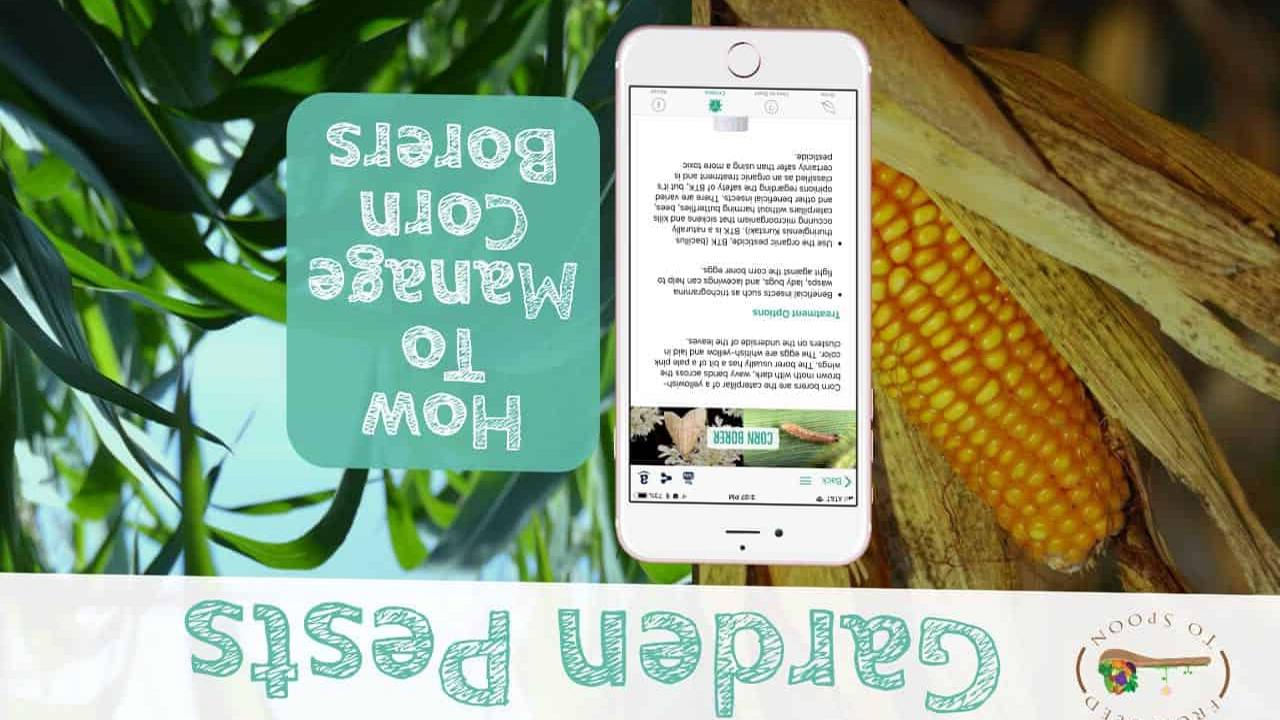 Garden Pests
FROM SEED
TO SPOON
How
To
Manage
Corn
Borers
AT&T
3:07 PM
73%
Back
CORN BORER
Corn borers are the caterpillar of a yellowish-
brown moth with dark, wavy bands across the
wings. The borer usually has a bit of a pale pink
color. The eggs are whitish-yellow and laid in
clusters on the underside of the leaves.
Treatment Options
• Beneficial insects such as trichogramma
wasps, lady bugs, and lacewings can help to
fight against the corn borer eggs.
• Use the organic pesticide, BTK (bacillus
thuringiensis Kurstaki). BTK is a naturally
occuring microorganism that sickens and kills
caterpillars without harming butterflies, bees,
and other beneficial insects. There are varied
opinions regarding the safety of BTK, but it's
classified as an organic treatment and is
certainly safer than using a more toxic
pesticide.